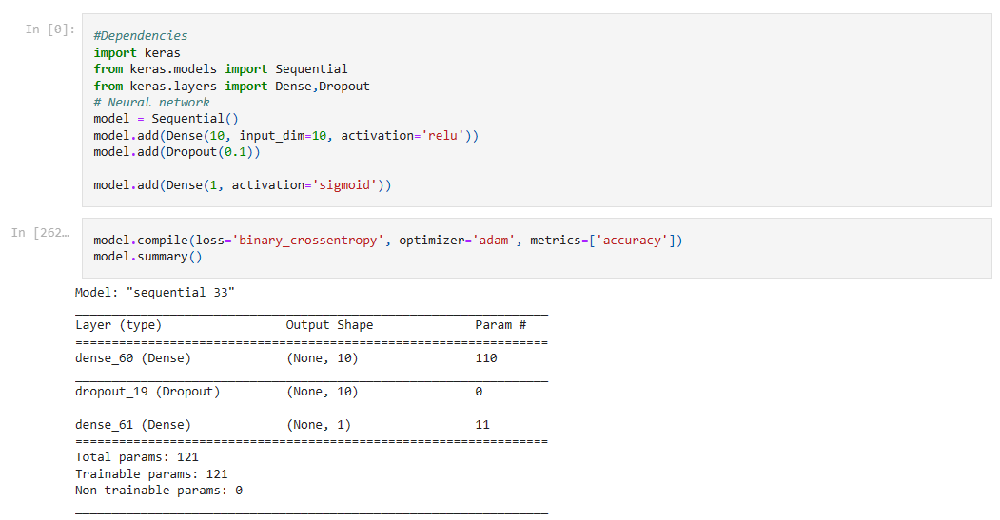 In [0]:
#Dependencies
import keras
from keras.models import Sequential
from keras.layers import Dense,Dropout
# Neural network
model = Sequential()
model.add(Dense(10, input_dim=10, activation='relu'))
model.add(Dropout(0.1))
model.add(Dense(1, activation='sigmoid'))
In [262…
model.compile(loss='binary_crossentropy', optimizer='adam', metrics=['accuracy'])
model.summary()
Model: "sequential_33"
_________________________________________________________________
Layer (type)                 Output Shape              Param #
=================================================================
dense_60 (Dense)             (None, 10)                110
_________________________________________________________________
dropout_19 (Dropout)         (None, 10)                0
_________________________________________________________________
dense_61 (Dense)             (None, 1)                 11
=================================================================
Total params: 121
Trainable params: 121
Non-trainable params: 0
_________________________________________________________________